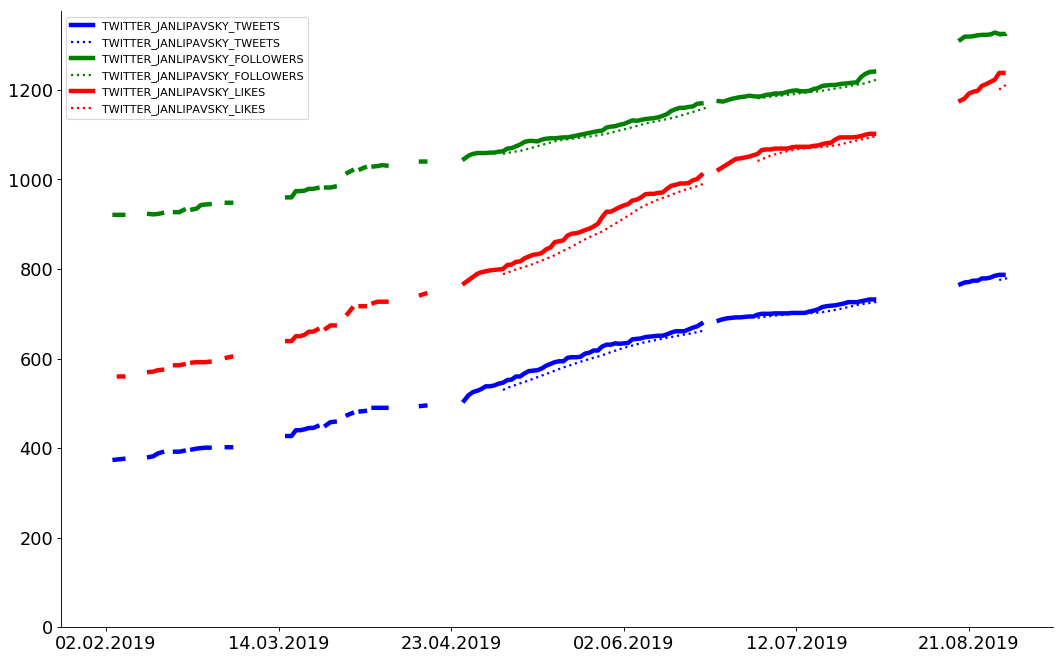 TWITTER_JANLIPAVSKY_TWEETS
TWITTER_JANLIPAVSKY_TWEETS
TWITTER_JANLIPAVSKY_FOLLOWERS
TWITTER_JANLIPAVSKY_FOLLOWERS
TWITTER_JANLIPAVSKY_LIKES
TWITTER_JANLIPAVSKY_LIKES
1200
1000
800
600
400
200
0
02.02.2019 14.03.2019 23.04.2019 02.06.2019 12.07.2019 21.08.2019